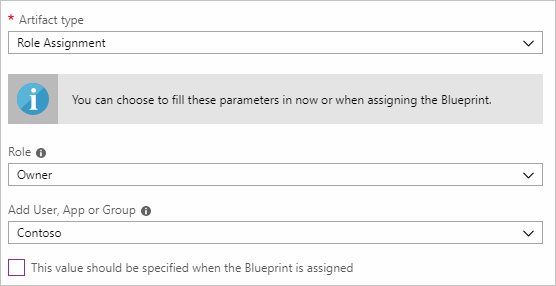 * Artifact type
Role Assignment
You can choose to fill these parameters in now or when assigning the Blueprint.
Role
Owner
Add User, App or Group
Contoso
This value should be specified when the Blueprint is assigned